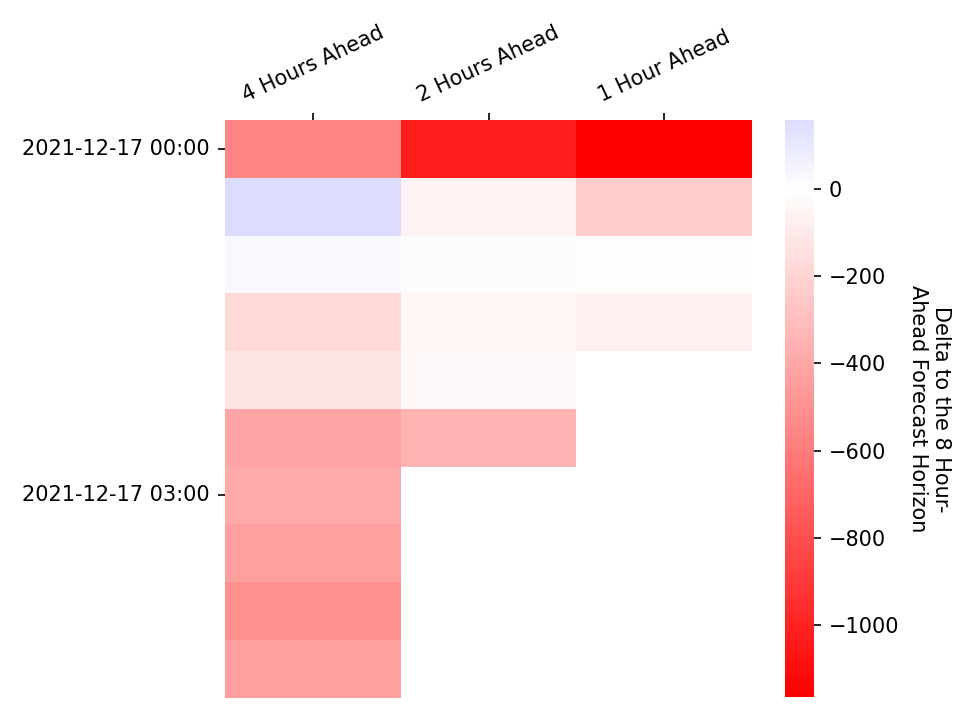 4 Hours Ahead
2 Hours Ahead
1 Hour Ahead
2021-12-17 00:00
2021-12-17 03:00
0
−200
−400
−600
−800
−1000
Delta to the 8 Hour-
Ahead Forecast Horizon